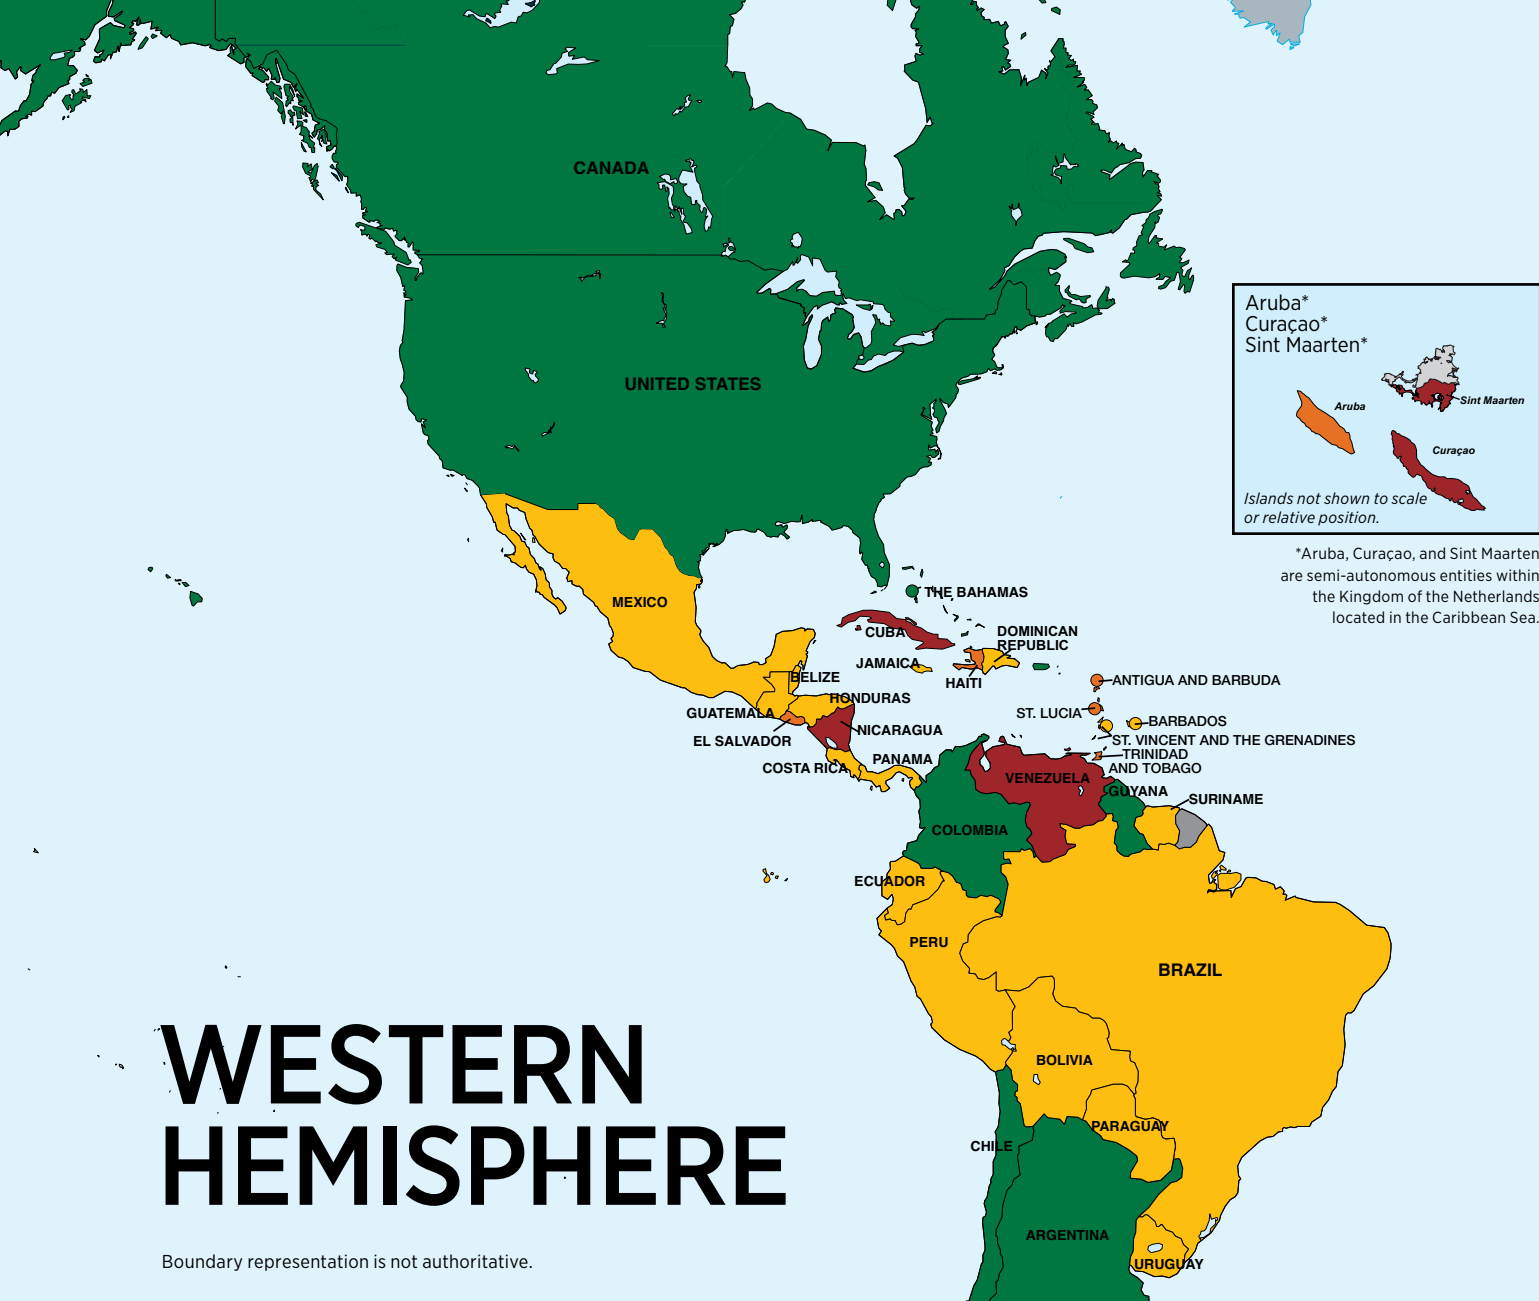 CANADA
UNITED STATES
Aruba*
Curaçao*
Sint Maarten*
Aruba
Sint Maarten
Curaçao
Islands not shown to scale
or relative position.
*Aruba, Curaçao, and Sint Maarten
are semi-autonomous entities within
the Kingdom of the Netherlands
located in the Caribbean Sea.
MEXICO
THE BAHAMAS
CUBA
DOMINICAN
REPUBLIC
JAMAICA
HAITI
BELIZE
ANTIGUA AND BARBUDA
HONDURAS
GUATEMALA
ST. LUCIA
BARBADOS
NICARAGUA
EL SALVADOR
ST. VINCENT AND THE GRENADINES
TRINIDAD
AND TOBAGO
PANAMA
COSTA RICA
VENEZUELA
GUYANA
SURINAME
COLOMBIA
ECUADOR
PERU
BRAZIL
BOLIVIA
PARAGUAY
CHILE
ARGENTINA
URUGUAY
WESTERN
HEMISPHERE
Boundary representation is not authoritative.